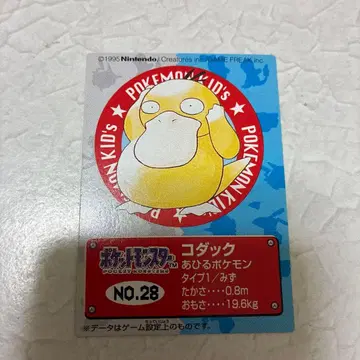 ©1995 Nintendo/Creatures inc./GAME FREAK inc.
POKEMON KID's ★ POKEMON KID's ★ POKEMON KID's
ポケットモンスター
POCKET MONSTERS
TM
NO.28
コダック
あひるポケモン
タイプ1/みず
たかさ‥‥0.8m
おもさ‥‥19.6kg
※データはゲーム設定上のものです。